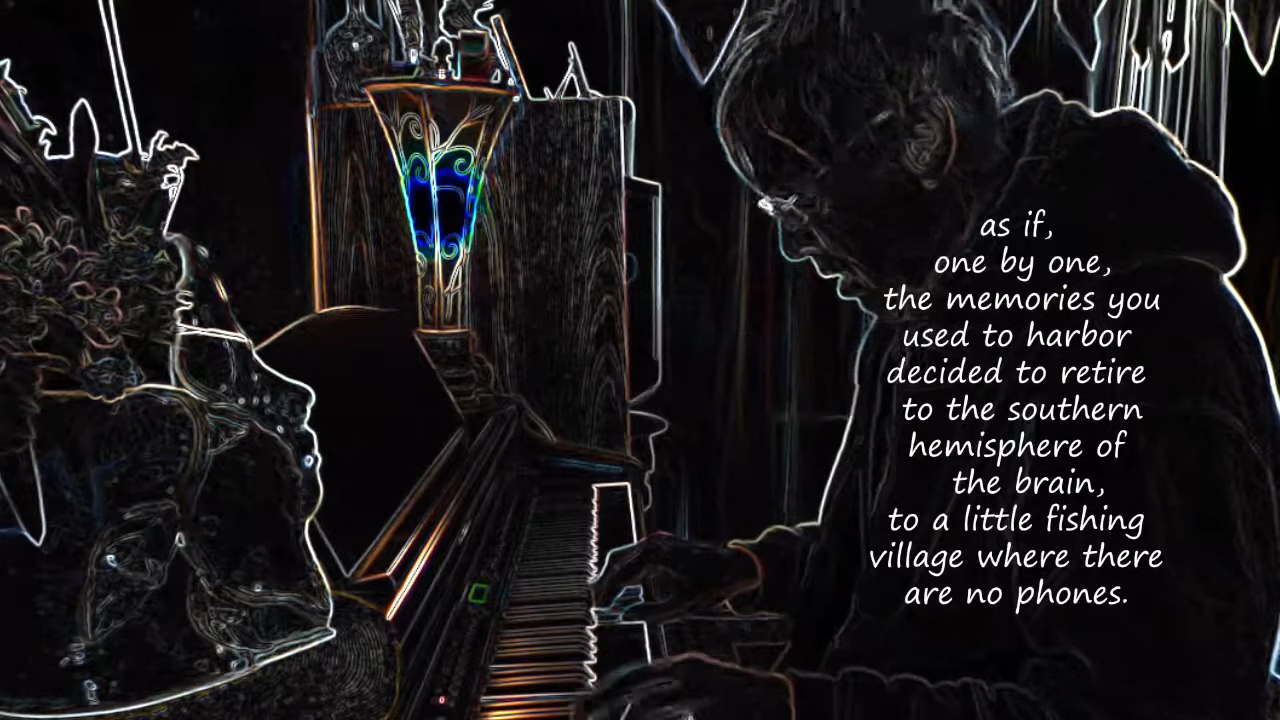 as if,
one by one,
the memories you
used to harbor
decided to retire
to the southern
hemisphere of
the brain,
to a little fishing
village where there
are no phones.